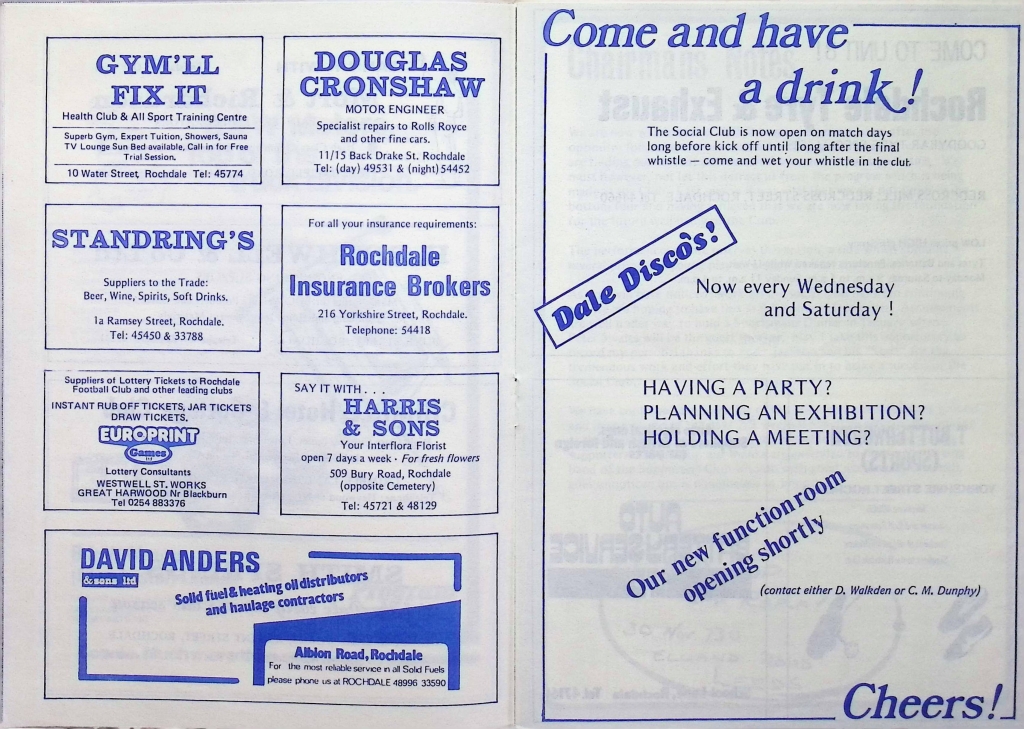 GYM'LL
FIX IT
Health Club & All Sport Training Centre
Superb Gym, Expert Tuition, Showers, Sauna
TV Lounge Sun Bed available, Call in for Free
Trial Session.
10 Water Street, Rochdale Tel: 45774
DOUGLAS
CRONSHAW
MOTOR ENGINEER
Specialist repairs to Rolls Royce
and other fine cars.
11/15 Back Drake St. Rochdale
Tel: (day) 49531 & (night) 54452
STANDRING'S
Suppliers to the Trade:
Beer, Wine, Spirits, Soft Drinks.
1a Ramsey Street, Rochdale.
Tel: 45450 & 33788
For all your insurance requirements:
Rochdale
Insurance Brokers
216 Yorkshire Street, Rochdale.
Telephone: 54418
Suppliers of Lottery Tickets to Rochdale
Football Club and other leading clubs
INSTANT RUB OFF TICKETS, JAR TICKETS
DRAW TICKETS.
EUROPRINT
Games
ltd
Lottery Consultants
WESTWELL ST. WORKS
GREAT HARWOOD Nr Blackburn
Tel 0254 883376
SAY IT WITH . . .
HARRIS
& SONS
Your Interflora Florist
open 7 days a week - For fresh flowers
509 Bury Road, Rochdale
(opposite Cemetery)
Tel: 45721 & 48129
DAVID ANDERS
& sons ltd
Solid fuel & heating oil distributors
and haulage contractors
Albion Road, Rochdale
For the most reliable service in all Solid Fuels
please phone us at ROCHDALE 48996 33590
Come and have
a drink!
The Social Club is now open on match days
long before kick off until long after the final
whistle — come and wet your whistle in the club.
Dale Disco's!
Now every Wednesday
and Saturday !
HAVING A PARTY?
PLANNING AN EXHIBITION?
HOLDING A MEETING?
Our new function room
opening shortly
(contact either D. Walkden or C. M. Dunphy)
Cheers!